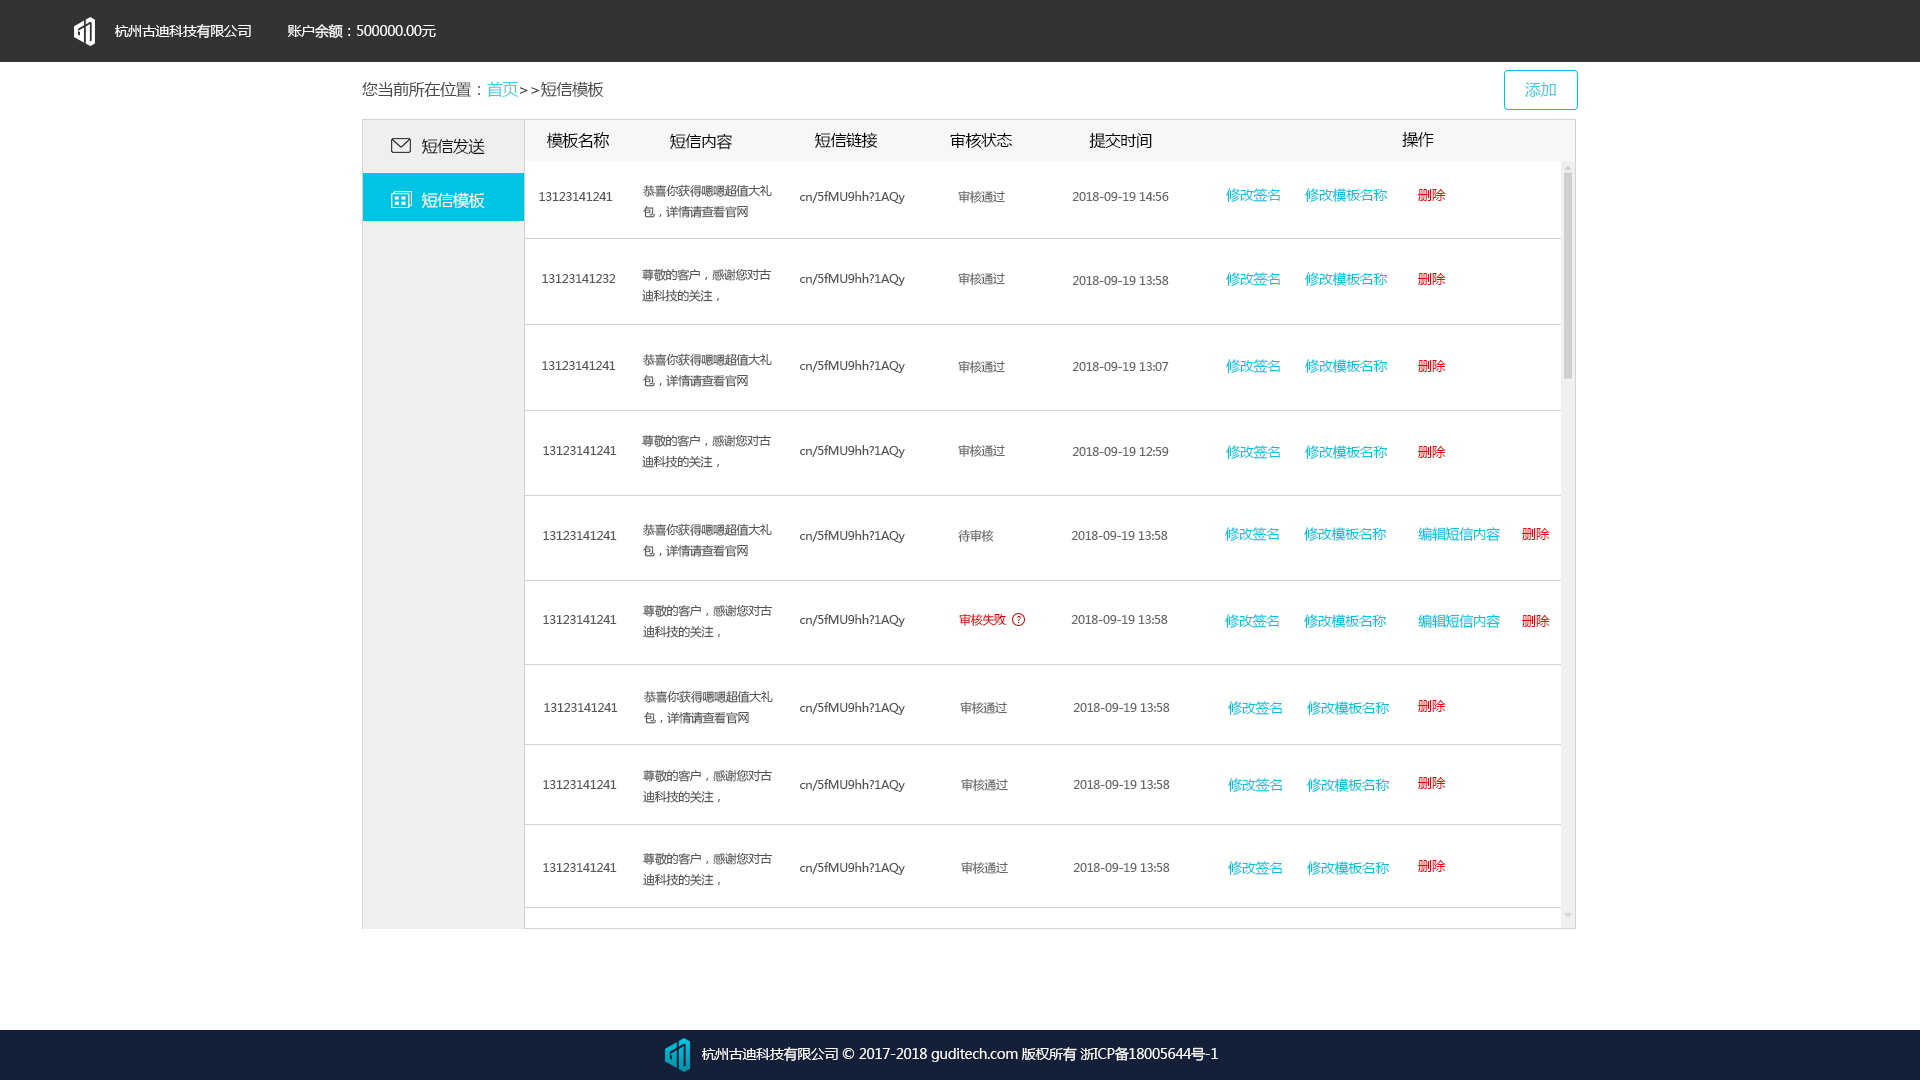 杭州古迪科技有限公司 账户余额：500000.00元
您当前所在位置：首页>>短信模板 添加
短信发送
短信模板
模板名称 短信内容 短信链接 审核状态 提交时间 操作
13123141241 恭喜你获得嗯嗯超值大礼包，详情请查看官网 cn/5fMU9hh?1AQy 审核通过 2018-09-19 14:56 修改签名 修改模板名称 删除
13123141232 尊敬的客户，感谢您对古迪科技的关注， cn/5fMU9hh?1AQy 审核通过 2018-09-19 13:58 修改签名 修改模板名称 删除
13123141241 恭喜你获得嗯嗯超值大礼包，详情请查看官网 cn/5fMU9hh?1AQy 审核通过 2018-09-19 13:07 修改签名 修改模板名称 删除
13123141241 尊敬的客户，感谢您对古迪科技的关注， cn/5fMU9hh?1AQy 审核通过 2018-09-19 12:59 修改签名 修改模板名称 删除
13123141241 恭喜你获得嗯嗯超值大礼包，详情请查看官网 cn/5fMU9hh?1AQy 待审核 2018-09-19 13:58 修改签名 修改模板名称 编辑短信内容 删除
13123141241 尊敬的客户，感谢您对古迪科技的关注， cn/5fMU9hh?1AQy 审核失败 ? 2018-09-19 13:58 修改签名 修改模板名称 编辑短信内容 删除
13123141241 恭喜你获得嗯嗯超值大礼包，详情请查看官网 cn/5fMU9hh?1AQy 审核通过 2018-09-19 13:58 修改签名 修改模板名称 删除
13123141241 尊敬的客户，感谢您对古迪科技的关注， cn/5fMU9hh?1AQy 审核通过 2018-09-19 13:58 修改签名 修改模板名称 删除
13123141241 尊敬的客户，感谢您对古迪科技的关注， cn/5fMU9hh?1AQy 审核通过 2018-09-19 13:58 修改签名 修改模板名称 删除
杭州古迪科技有限公司 © 2017-2018 guditech.com 版权所有 浙ICP备18005644号-1